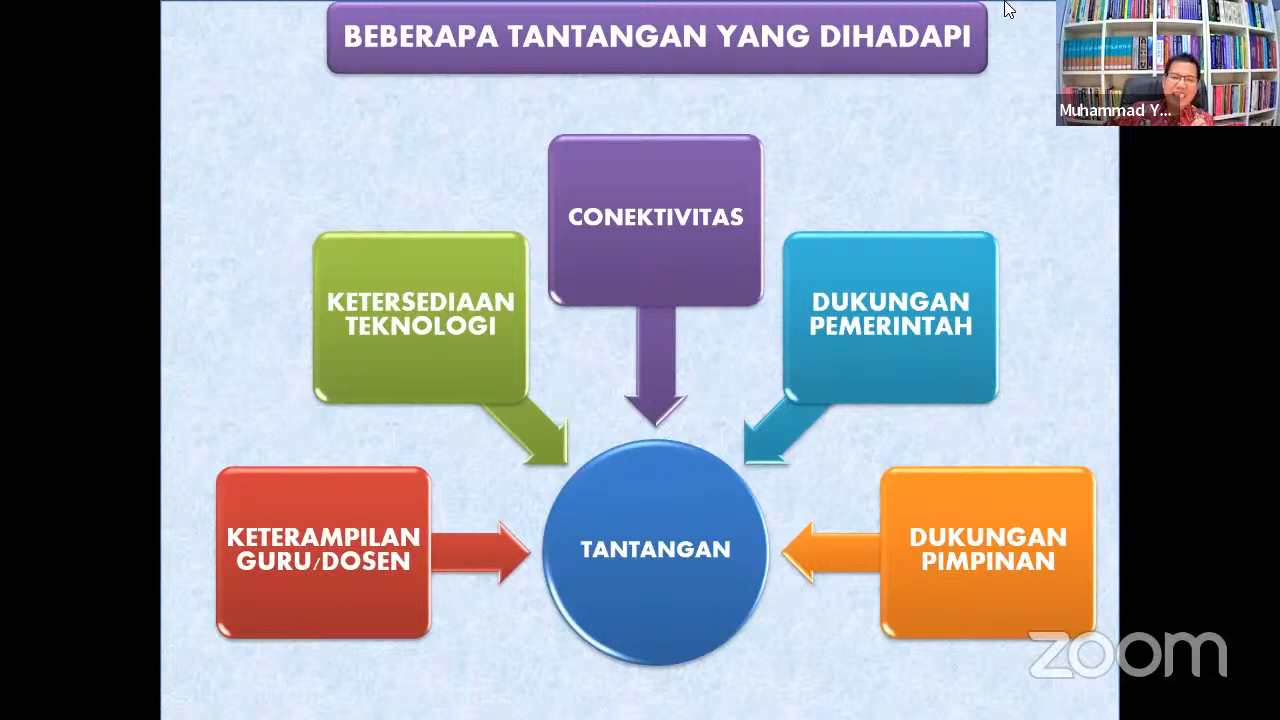 BEBERAPA TANTANGAN YANG DIHADAPI
Muhammad Y...
CONEKTIVITAS
KETERSEDIAAN
TEKNOLOGI
DUKUNGAN
PEMERINTAH
KETERAMPILAN
GURU/DOSEN
TANTANGAN
DUKUNGAN
PIMPINAN
zoom